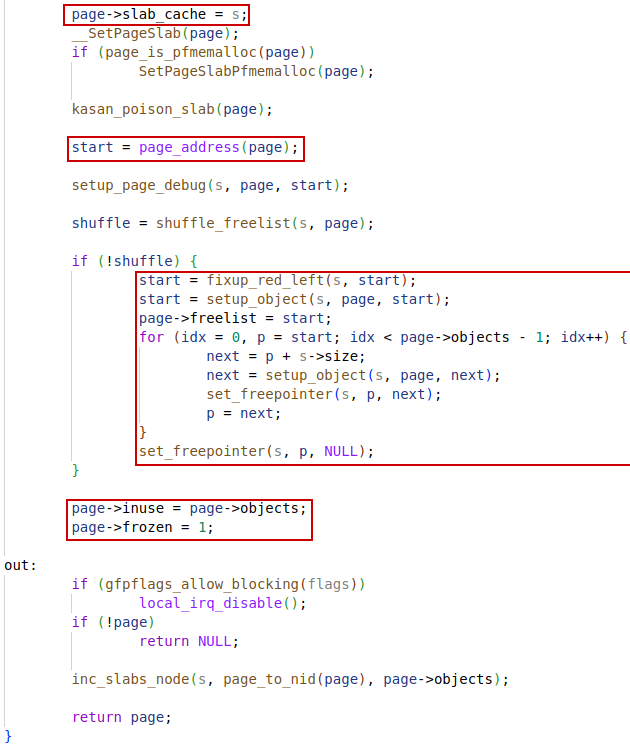 page->slab_cache = s;
__SetPageSlab(page);
if (page_is_pfmemalloc(page))
SetPageSlabPfmemalloc(page);
kasan_poison_slab(page);
start = page_address(page);
setup_page_debug(s, page, start);
shuffle = shuffle_freelist(s, page);
if (!shuffle) {
start = fixup_red_left(s, start);
start = setup_object(s, page, start);
page->freelist = start;
for (idx = 0, p = start; idx < page->objects - 1; idx++) {
next = p + s->size;
next = setup_object(s, page, next);
set_freepointer(s, p, next);
p = next;
}
set_freepointer(s, p, NULL);
}
page->inuse = page->objects;
page->frozen = 1;
out:
if (gfpflags_allow_blocking(flags))
local_irq_disable();
if (!page)
return NULL;
inc_slabs_node(s, page_to_nid(page), page->objects);
return page;
}